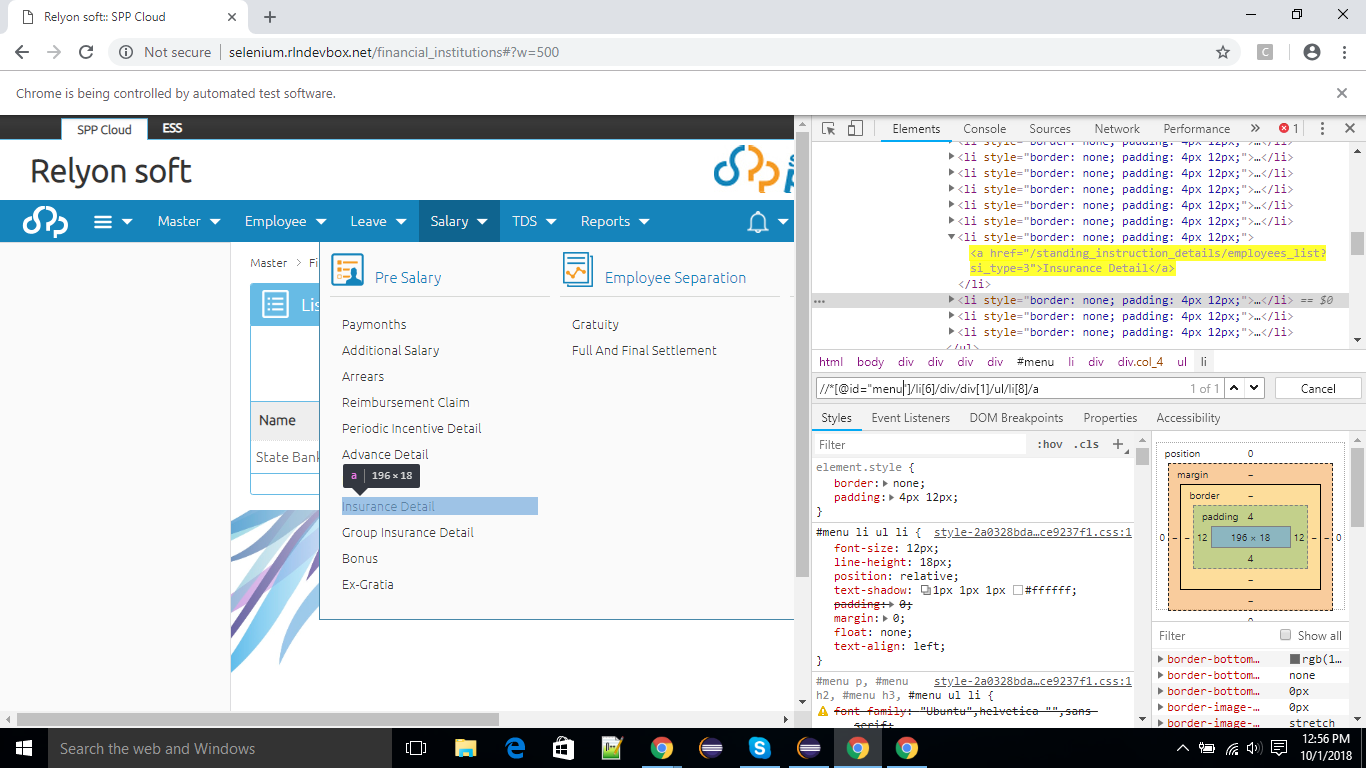 Relyon soft:: SPP Cloud
Not secure selenium.rlndevbox.net/financial_institutions#?w=500
C
Chrome is being controlled by automated test software.
SPP Cloud ESS
Relyon soft
Master Employee Leave Salary TDS Reports
Master > Fi
Lis
Name
State Bank
Pre Salary
Paymonths
Additional Salary
Arrears
Reimbursement Claim
Periodic Incentive Detail
Advance Detail
a 196 × 18
Insurance Detail
Group Insurance Detail
Bonus
Ex-Gratia
Employee Separation
Gratuity
Full And Final Settlement
Elements Console Sources Network Performance » 1
<li style="border: none; padding: 4px 12px;">…</li>
<li style="border: none; padding: 4px 12px;">…</li>
<li style="border: none; padding: 4px 12px;">…</li>
<li style="border: none; padding: 4px 12px;">…</li>
<li style="border: none; padding: 4px 12px;">…</li>
<li style="border: none; padding: 4px 12px;">…</li>
<li style="border: none; padding: 4px 12px;">
<a href="/standing_instruction_details/employees_list?
si_type=3">Insurance Detail</a>
</li>
… <li style="border: none; padding: 4px 12px;">…</li> == $0
<li style="border: none; padding: 4px 12px;">…</li>
<li style="border: none; padding: 4px 12px;">…</li>
</ul>
html body div div div div #menu li div div.col_4 ul li
//*[@id="menu"]/li[6]/div/div[1]/ul/li[8]/a 1 of 1 Cancel
Styles Event Listeners DOM Breakpoints Properties Accessibility
Filter :hov .cls +
element.style {
border: none;
padding: 4px 12px;
}
#menu li ul li { style-2a0328bda…ce9237f1.css:1
font-size: 12px;
line-height: 18px;
position: relative;
text-shadow: 1px 1px 1px #ffffff;
padding: 0;
margin: 0;
float: none;
text-align: left;
}
#menu p, #menu style-2a0328bda…ce9237f1.css:1
h2, #menu h3, #menu ul li {
font-family: "Ubuntu",helvetica "",sans-
serif;
position 0
margin –
border –
padding 4
0 – – 12 196 × 18 12 – – 0
4
–
–
0
Filter Show all
border-bottom… rgb(1…
border-bottom… none
border-bottom… 0px
border-image-… 0px
border-image-… stretch
Search the web and Windows
12:56 PM
10/1/2018